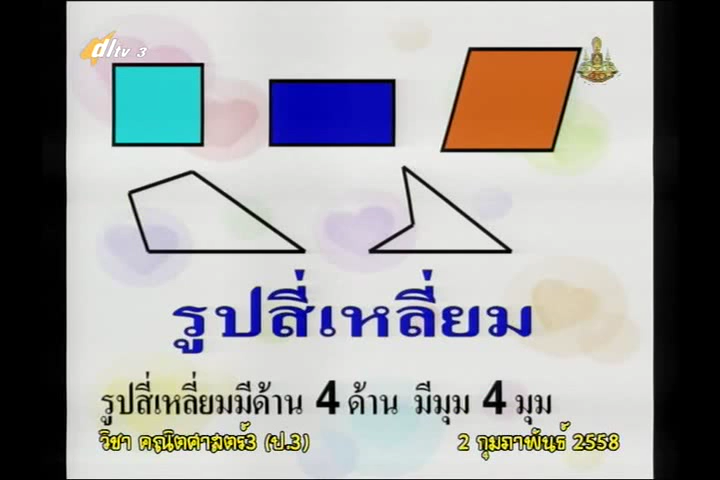 dltv 3
รูปสี่เหลี่ยม
รูปสี่เหลี่ยมมีด้าน 4 ด้าน มีมุม 4 มุม
วิชา คณิตศาสตร์3 (ป.3)
2 กุมภาพันธ์ 2558